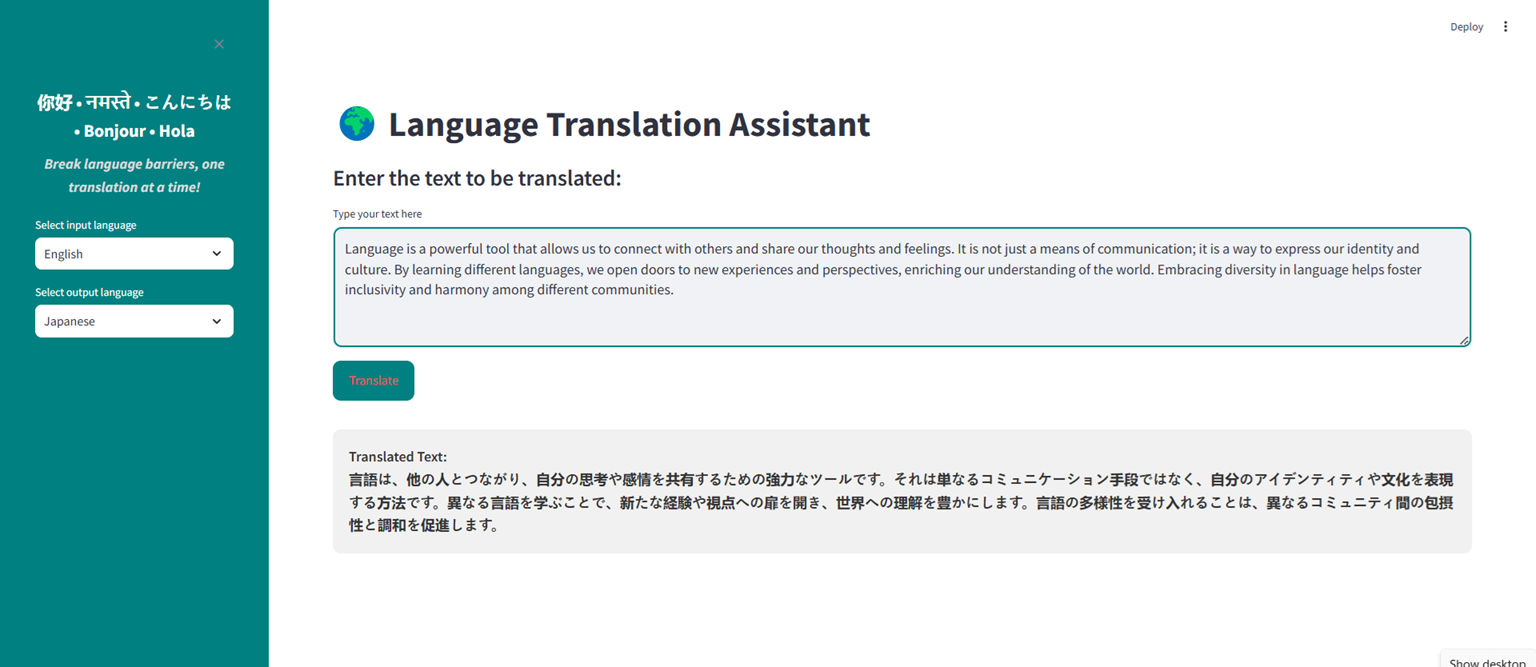 Deploy
你好 • नमस्ते • こんにちは
• Bonjour • Hola
Break language barriers, one
translation at a time!
Select input language
English
Select output language
Japanese
Language Translation Assistant
Enter the text to be translated:
Type your text here
Language is a powerful tool that allows us to connect with others and share our thoughts and feelings. It is not just a means of communication; it is a way to express our identity and
culture. By learning different languages, we open doors to new experiences and perspectives, enriching our understanding of the world. Embracing diversity in language helps foster
inclusivity and harmony among different communities.
Translate
Translated Text:
言語は、他の人とつながり、自分の思考や感情を共有するための強力なツールです。それは単なるコミュニケーション手段ではなく、自分のアイデンティティや文化を表現
する方法です。異なる言語を学ぶことで、新たな経験や視点への扉を開き、世界への理解を豊かにします。言語の多様性を受け入れることは、異なるコミュニティ間の包摂
性と調和を促進します。
Show desktop